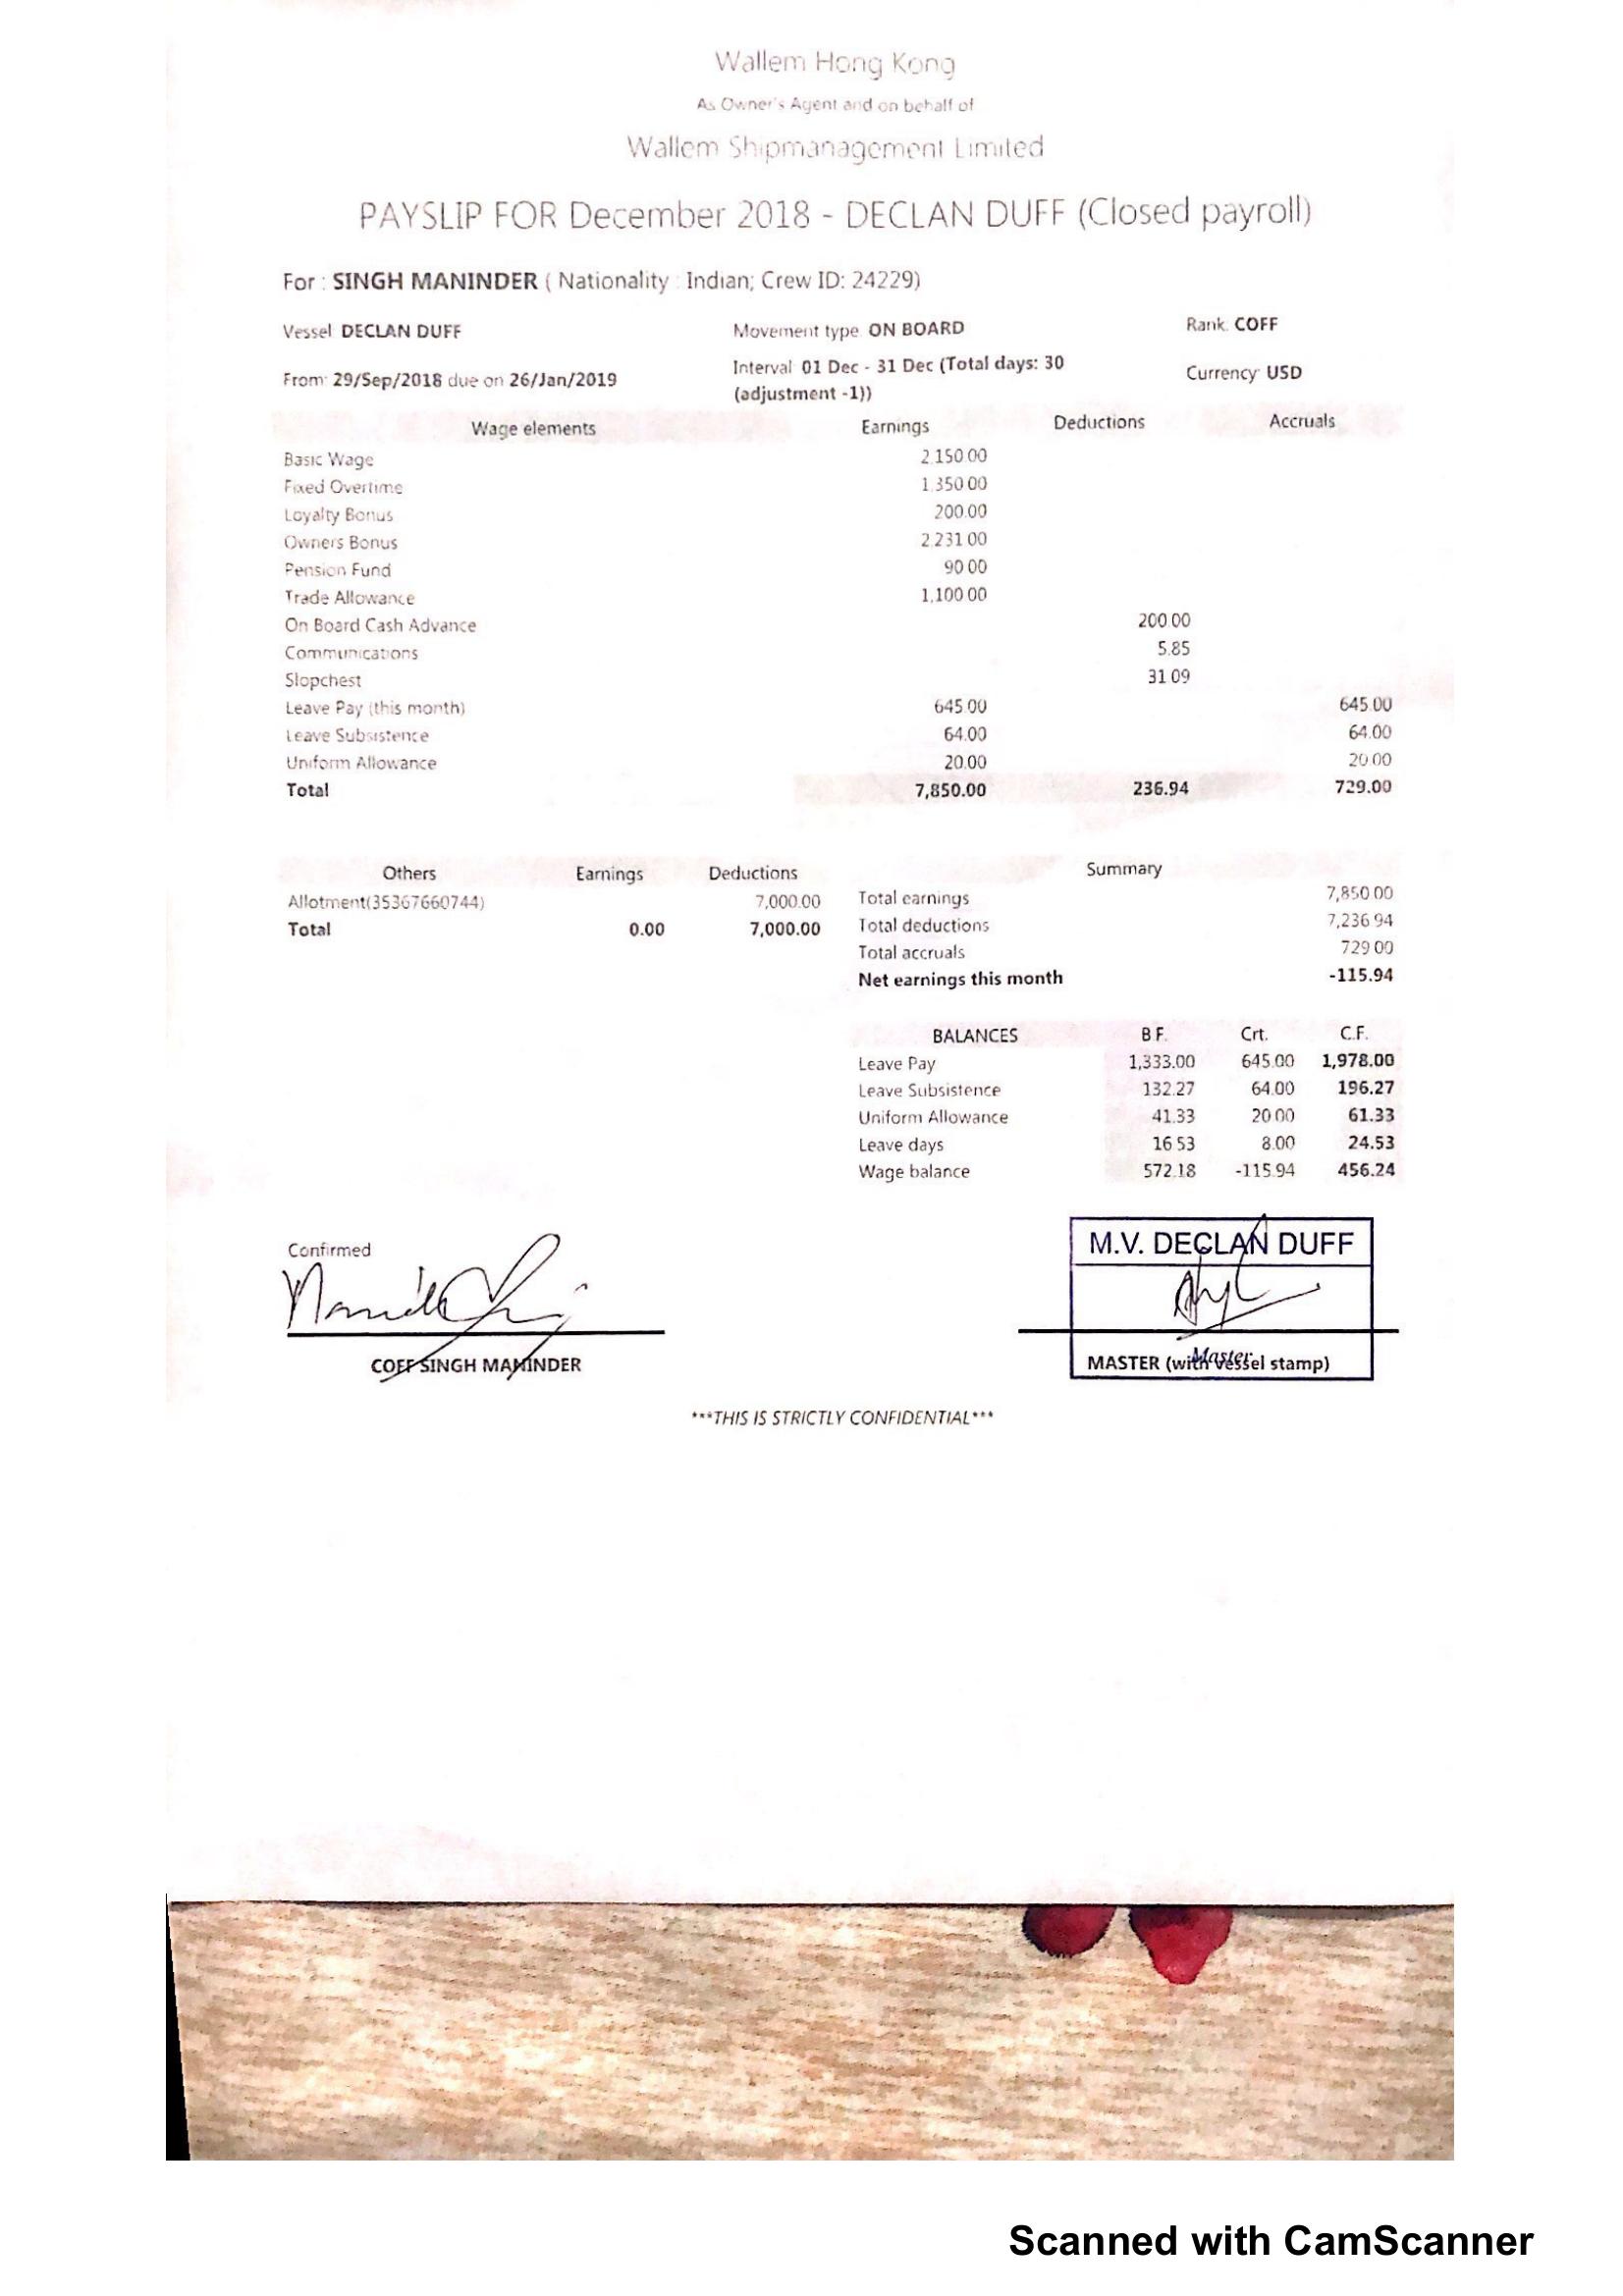 Wallem Hong Kong
As Owner's Agent and on behalf of
Wallem Shipmanagement Limited
PAYSLIP FOR December 2018 - DECLAN DUFF (Closed payroll)
For : SINGH MANINDER ( Nationality : Indian; Crew ID: 24229)
Vessel DECLAN DUFF Movement type ON BOARD Rank. COFF
From: 29/Sep/2018 due on 26/Jan/2019 Interval 01 Dec - 31 Dec (Total days: 30 (adjustment -1)) Currency USD
Wage elements Earnings Deductions Accruals
Basic Wage 2.150 00
Fixed Overtime 1.350 00
Loyalty Bonus 200.00
Owners Bonus 2.231 00
Pension Fund 90 00
Trade Allowance 1,100 00
On Board Cash Advance 200 00
Communications 5.85
Slopchest 31 09
Leave Pay (this month) 645 00 645 00
Leave Subsistence 64.00 64.00
Uniform Allowance 20.00 20 00
Total 7,850.00 236.94 729.00
Others Earnings Deductions
Allotment(35367660744) 7,000.00
Total 0.00 7,000.00
Summary
Total earnings 7,850 00
Total deductions 7,236 94
Total accruals 729 00
Net earnings this month -115.94
BALANCES B F. Crt. C.F.
Leave Pay 1,333.00 645.00 1,978.00
Leave Subsistence 132.27 64.00 196.27
Uniform Allowance 41.33 20 00 61.33
Leave days 16 53 8.00 24.53
Wage balance 572.18 -115.94 456.24
Confirmed
COFF SINGH MANINDER
M.V. DECLAN DUFF
Master
MASTER (with vessel stamp)
***THIS IS STRICTLY CONFIDENTIAL***
Scanned with CamScanner